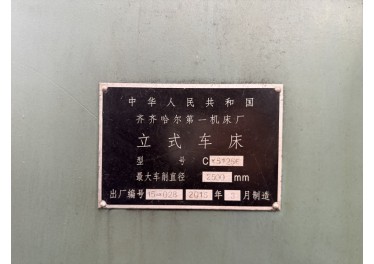 中华人民共和国
齐齐哈尔第一机床厂
立式车床
型号 C
最大车削直径 2500 mm
出厂编号 2015 年 3 月制造